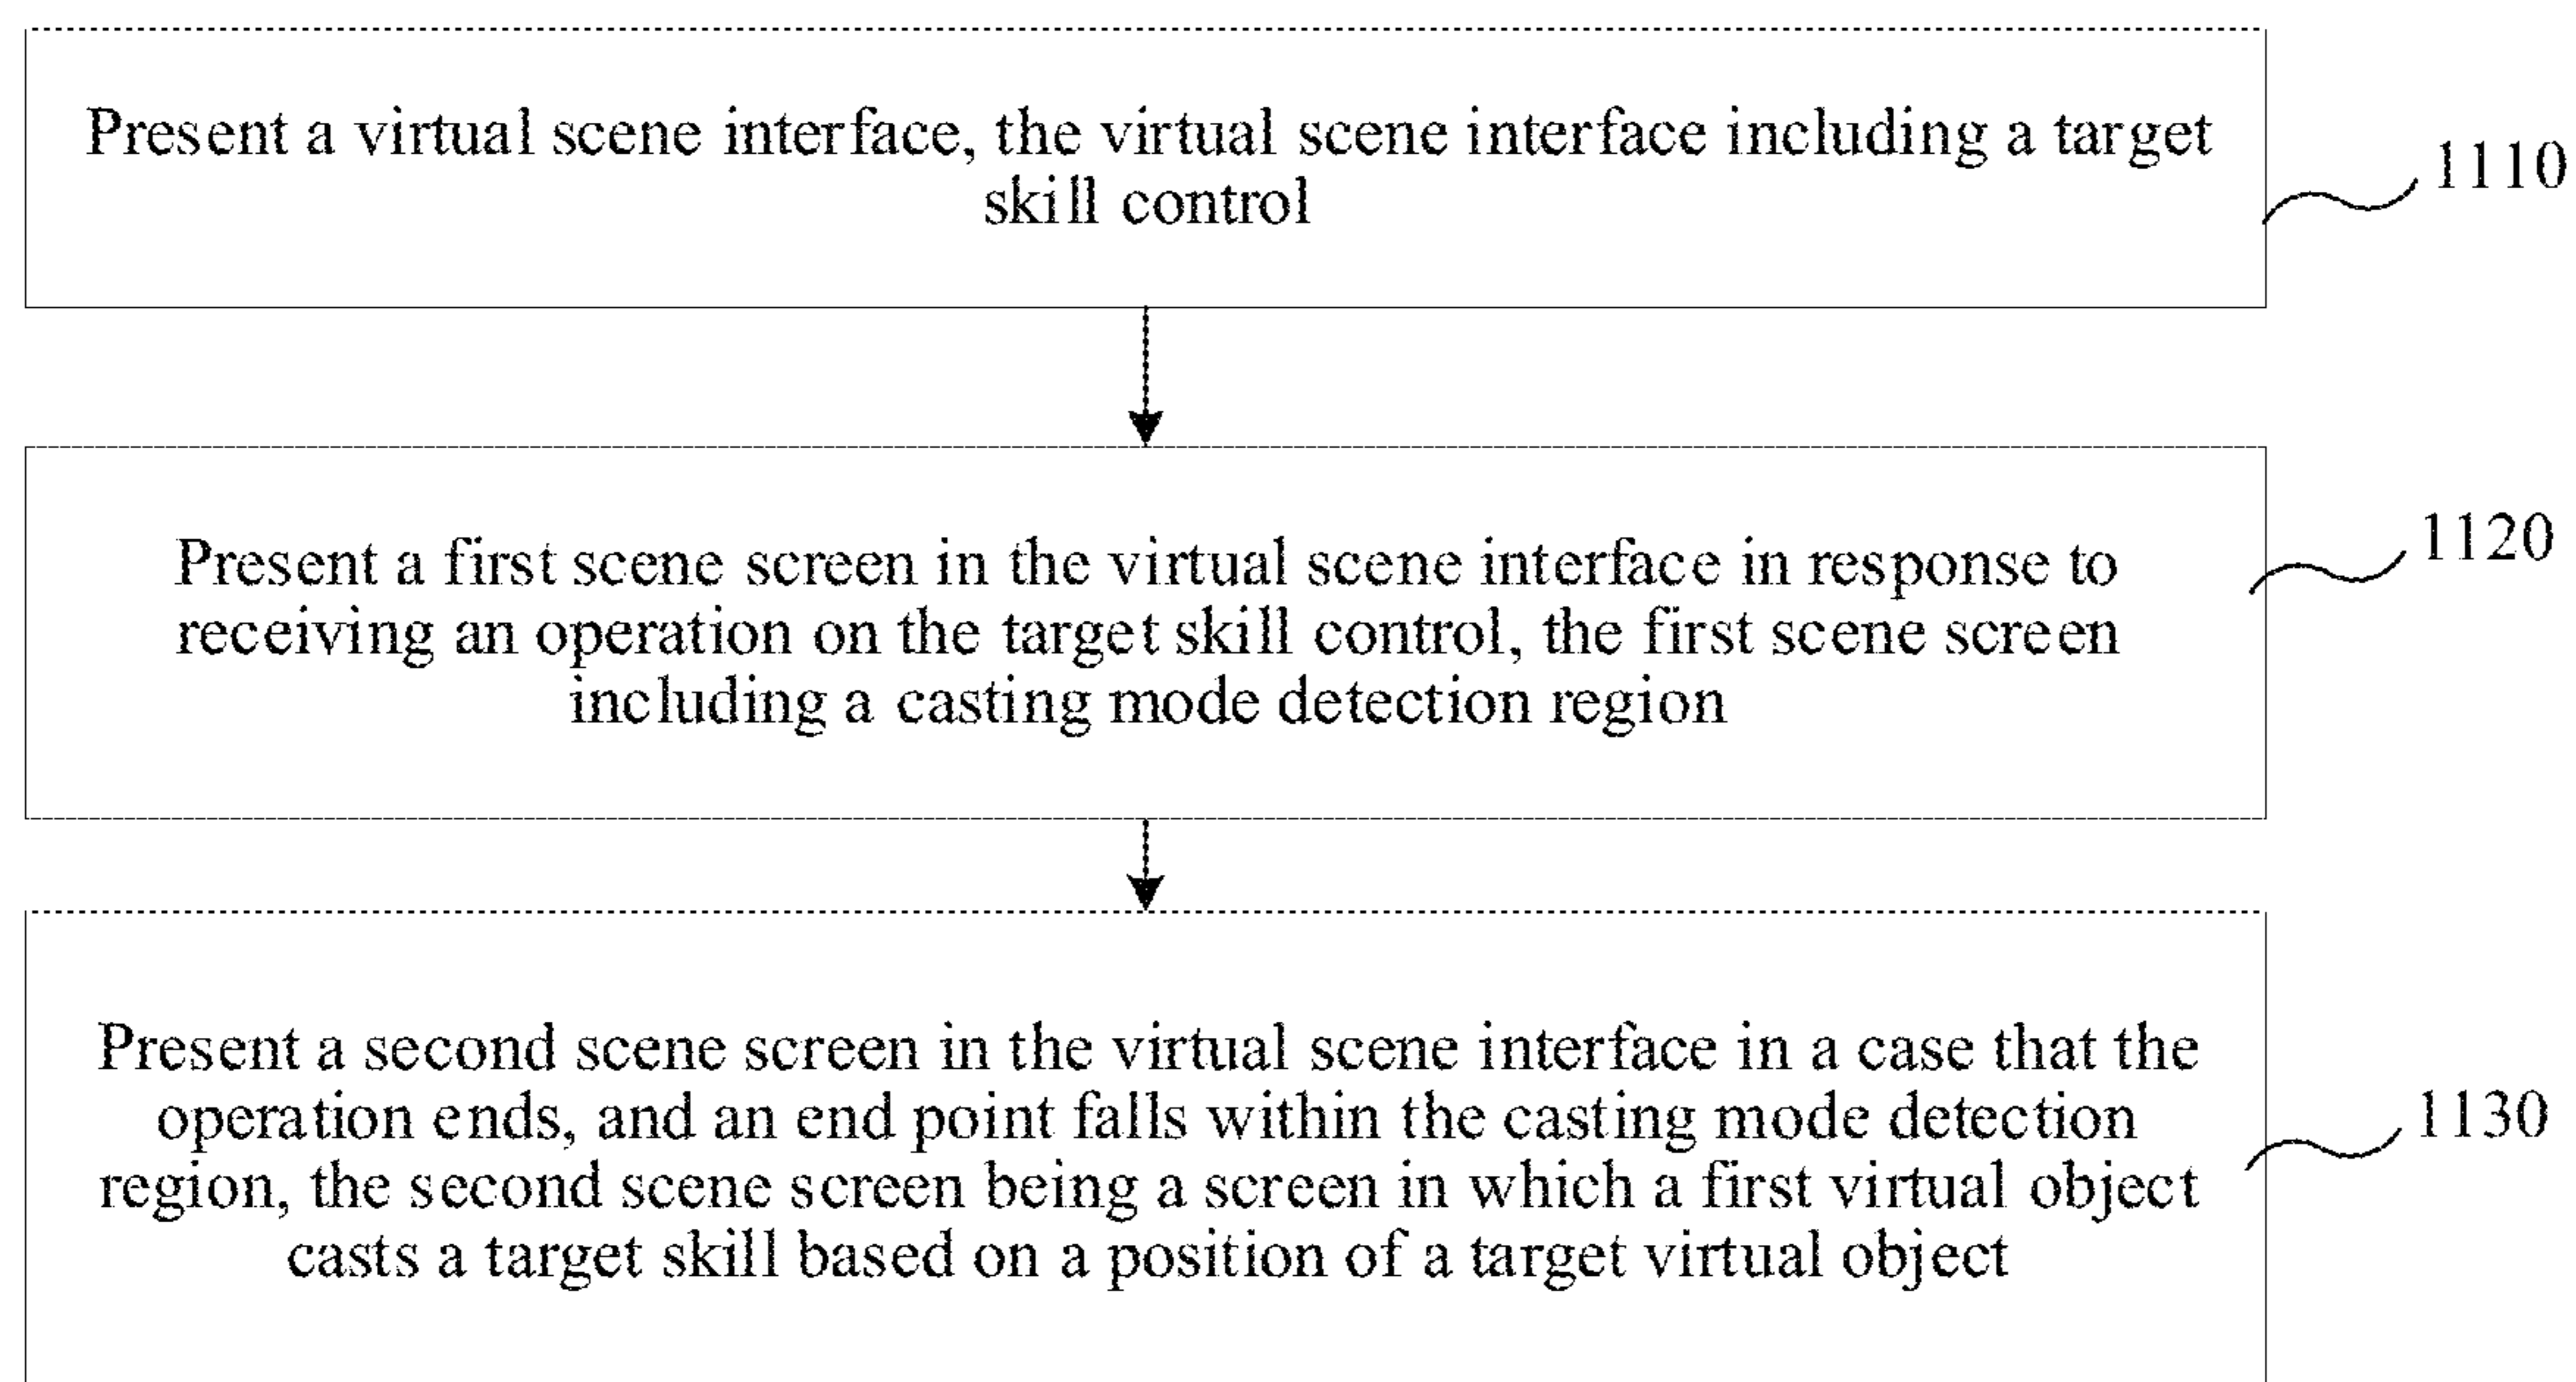 Present a virtual scene interface, the virtual scene interface including a target
skill control
1110
Present a first scene screen in the virtual scene interface in response to
receiving an operation on the target skill control, the first scene screen
including a casting mode detection region
1120
Present a second scene screen in the virtual scene interface in a case that the
operation ends, and an end point falls within the casting mode detection
region, the second scene screen being a screen in which a first virtual object
casts a target skill based on a position of a target virtual object
1130